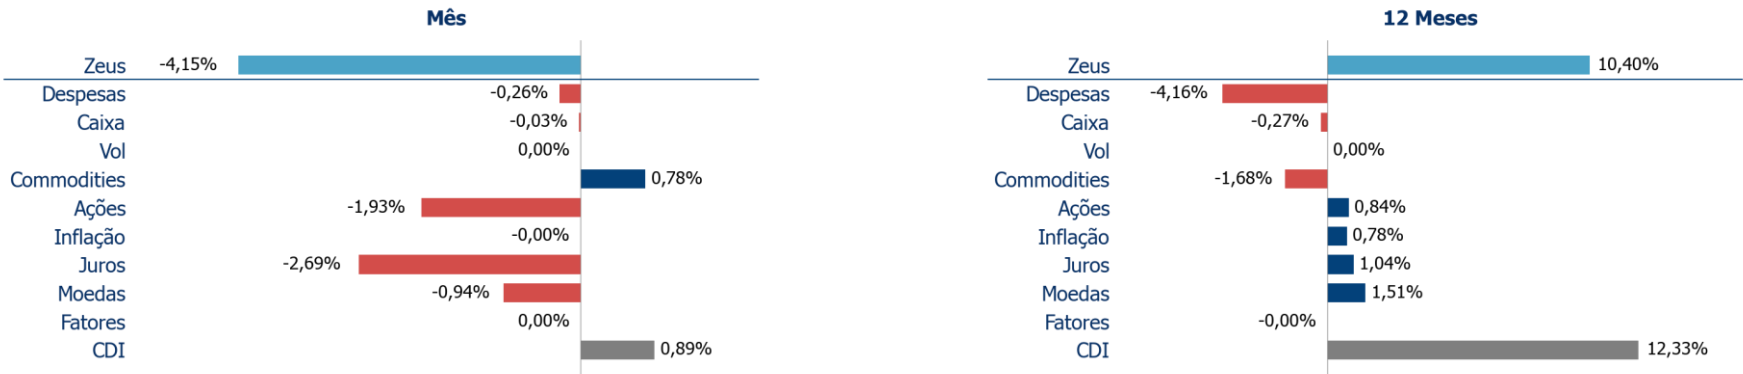 Mês
Zeus -4,15%
Despesas -0,26%
Caixa -0,03%
Vol 0,00%
Commodities 0,78%
Ações -1,93%
Inflação -0,00%
Juros -2,69%
Moedas -0,94%
Fatores 0,00%
CDI 0,89%
12 Meses
Zeus 10,40%
Despesas -4,16%
Caixa -0,27%
Vol 0,00%
Commodities -1,68%
Ações 0,84%
Inflação 0,78%
Juros 1,04%
Moedas 1,51%
Fatores -0,00%
CDI 12,33%